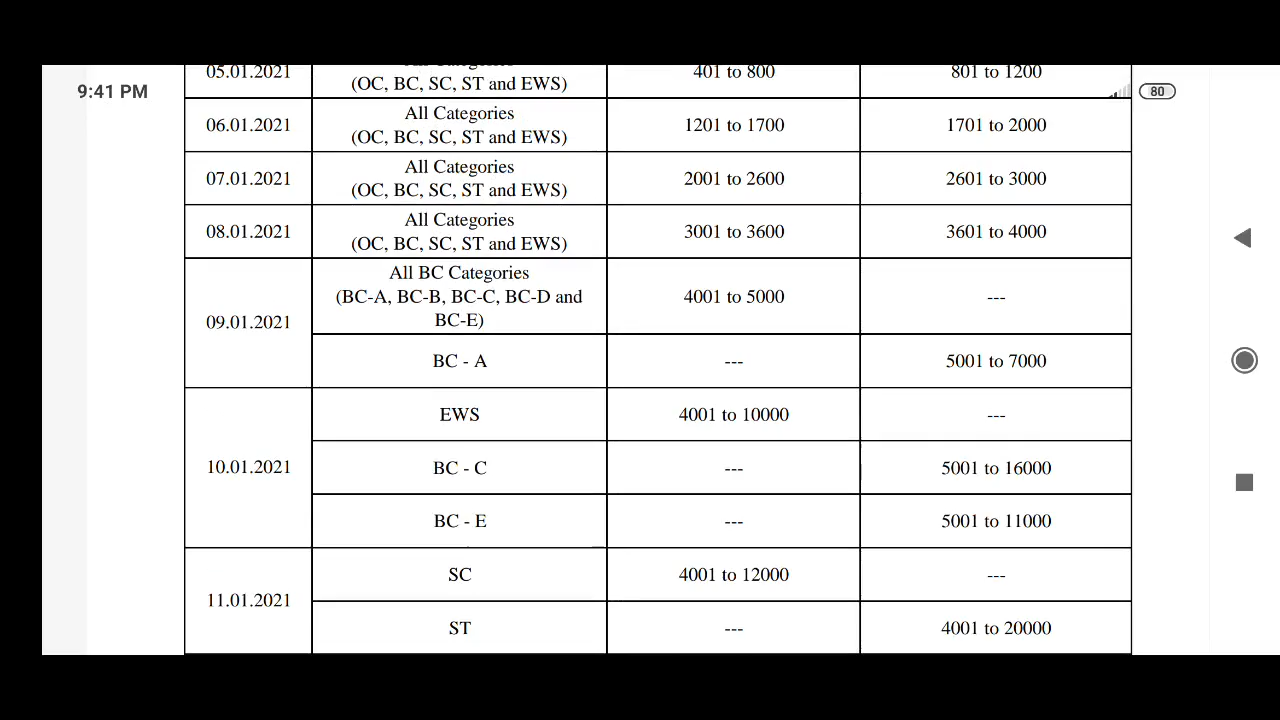 9:41 PM
80
05.01.2021
(OC, BC, SC, ST and EWS)
401 to 800
801 to 1200
06.01.2021
All Categories
(OC, BC, SC, ST and EWS)
1201 to 1700
1701 to 2000
07.01.2021
All Categories
(OC, BC, SC, ST and EWS)
2001 to 2600
2601 to 3000
08.01.2021
All Categories
(OC, BC, SC, ST and EWS)
3001 to 3600
3601 to 4000
09.01.2021
All BC Categories
(BC-A, BC-B, BC-C, BC-D and
BC-E)
4001 to 5000
---
BC - A
---
5001 to 7000
10.01.2021
EWS
4001 to 10000
---
BC - C
---
5001 to 16000
BC - E
---
5001 to 11000
11.01.2021
SC
4001 to 12000
---
ST
---
4001 to 20000